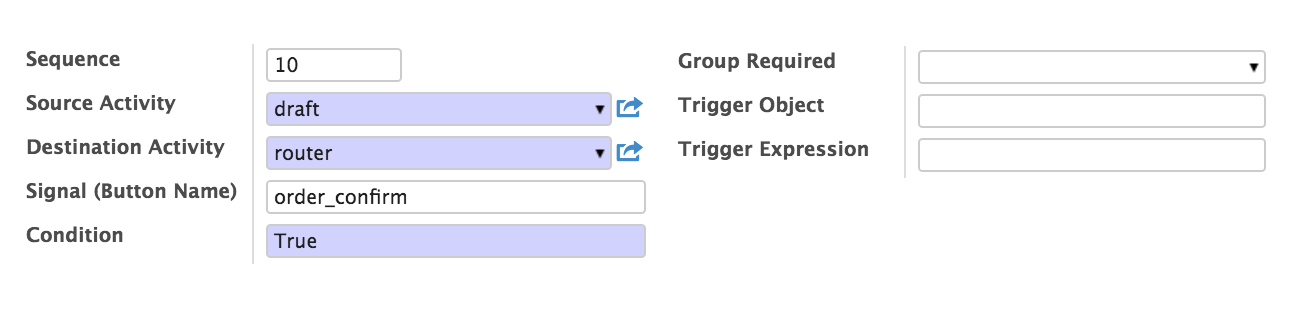 Sequence
10
Source Activity
draft
Destination Activity
router
Signal (Button Name)
order_confirm
Condition
True
Group Required
Trigger Object
Trigger Expression